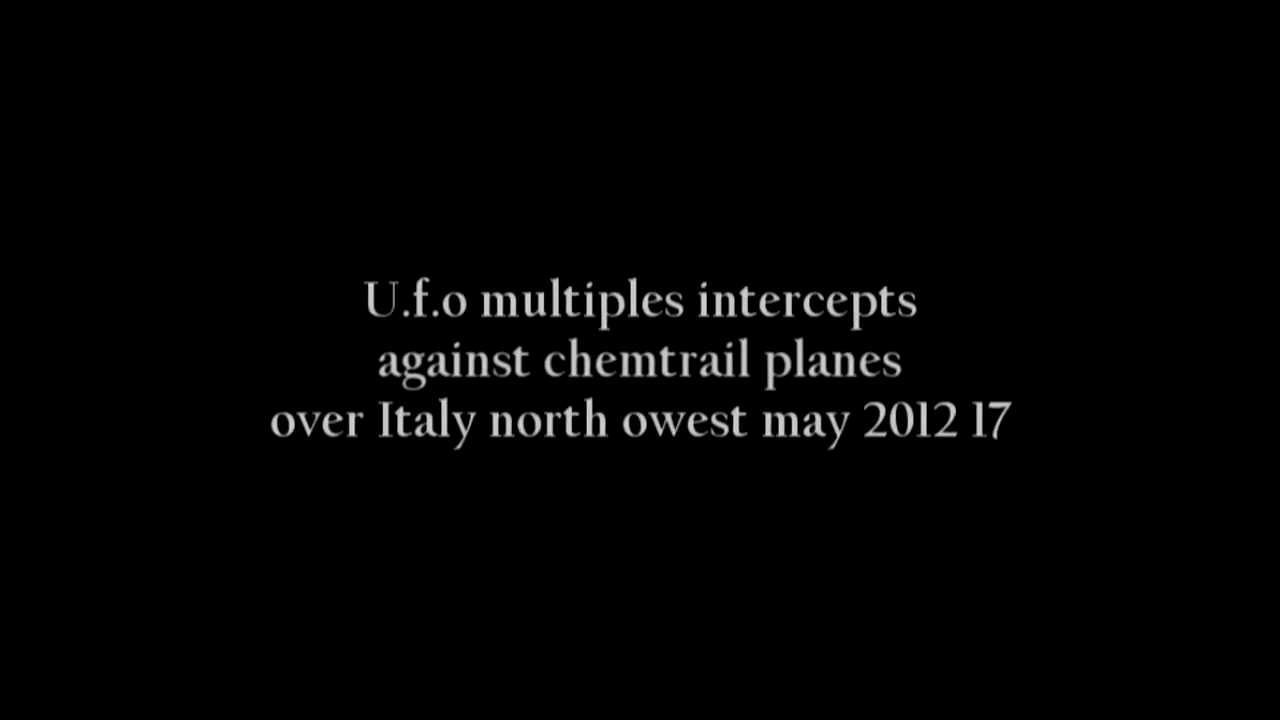 U.f.o multiples intercepts
against chemtrail planes
over Italy north owest may 2012 17